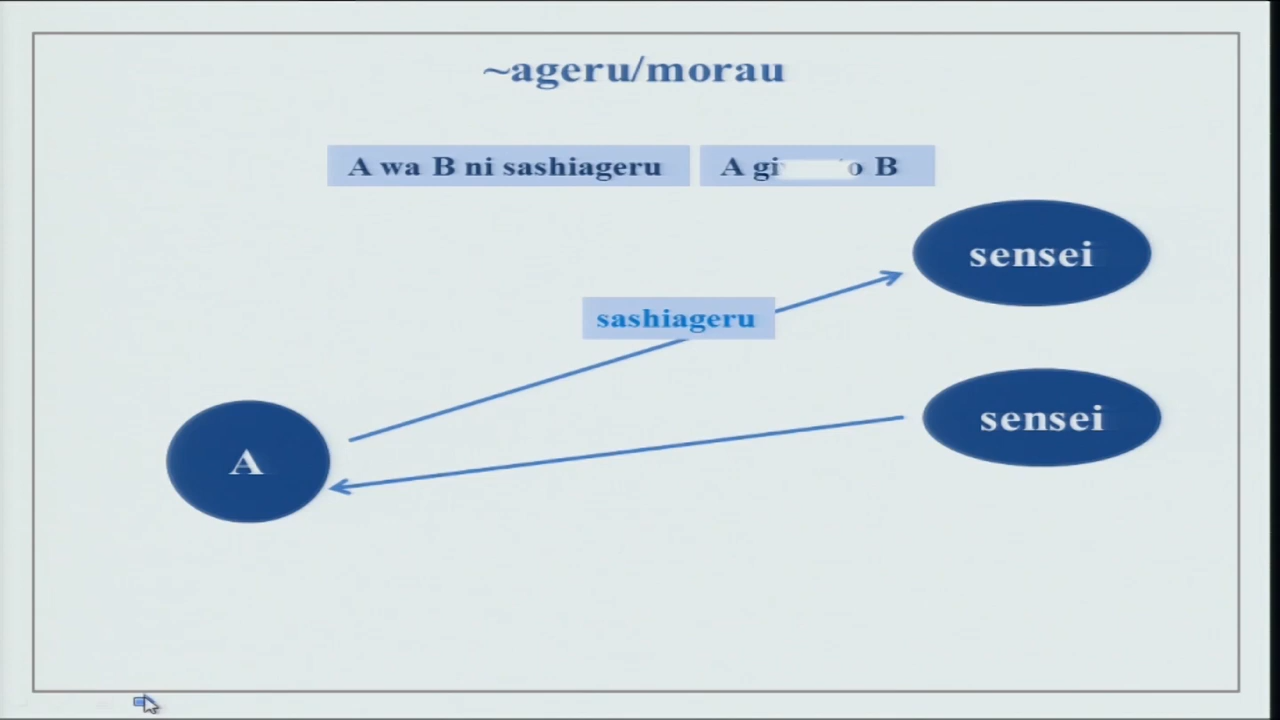 ~ageru/morau
A wa B ni sashiageru
A B
sensei
sashiageru
sensei
A